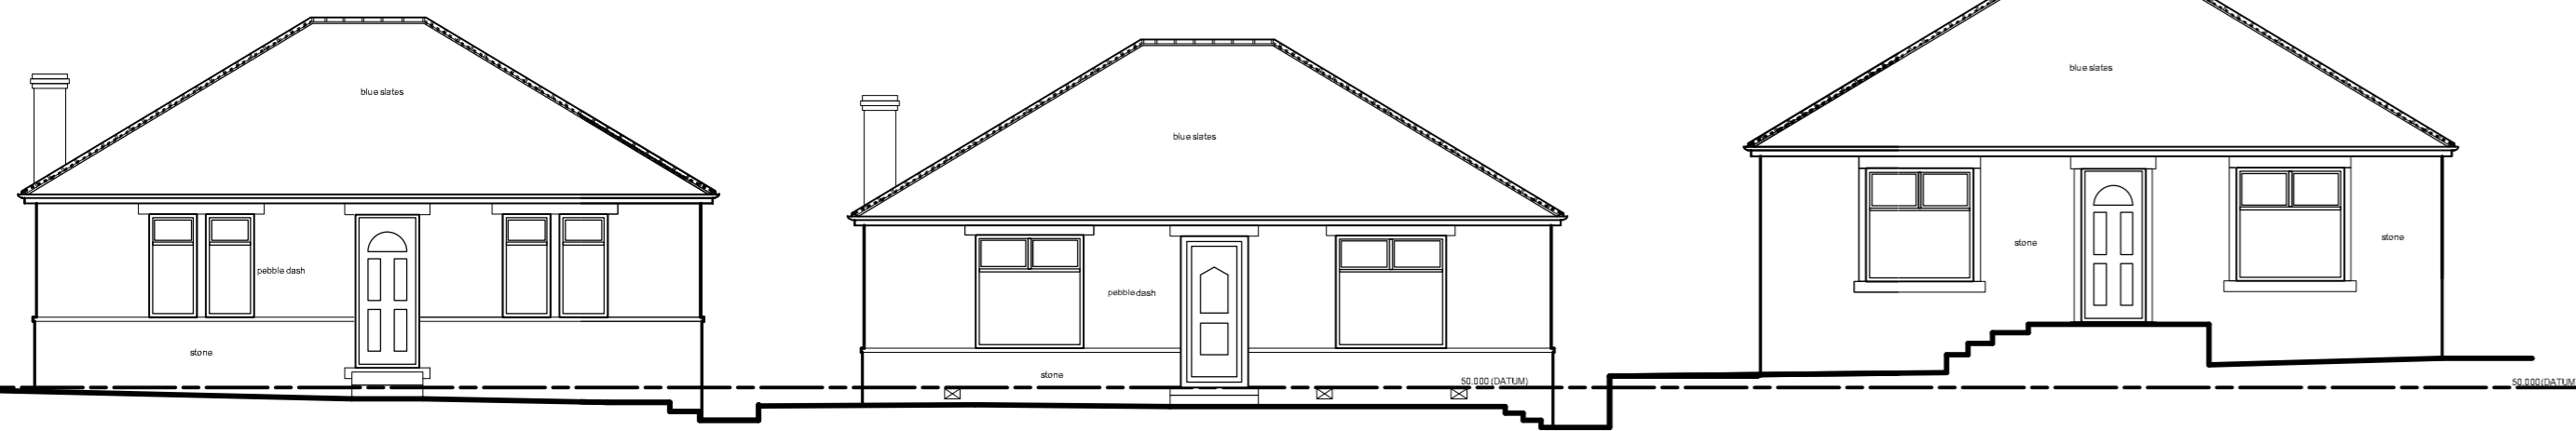 blue slates
pebble dash
stone
blue slates
pebble dash
stone
50.000 (DATUM)
blue slates
stone
stone
50.000 (DATUM